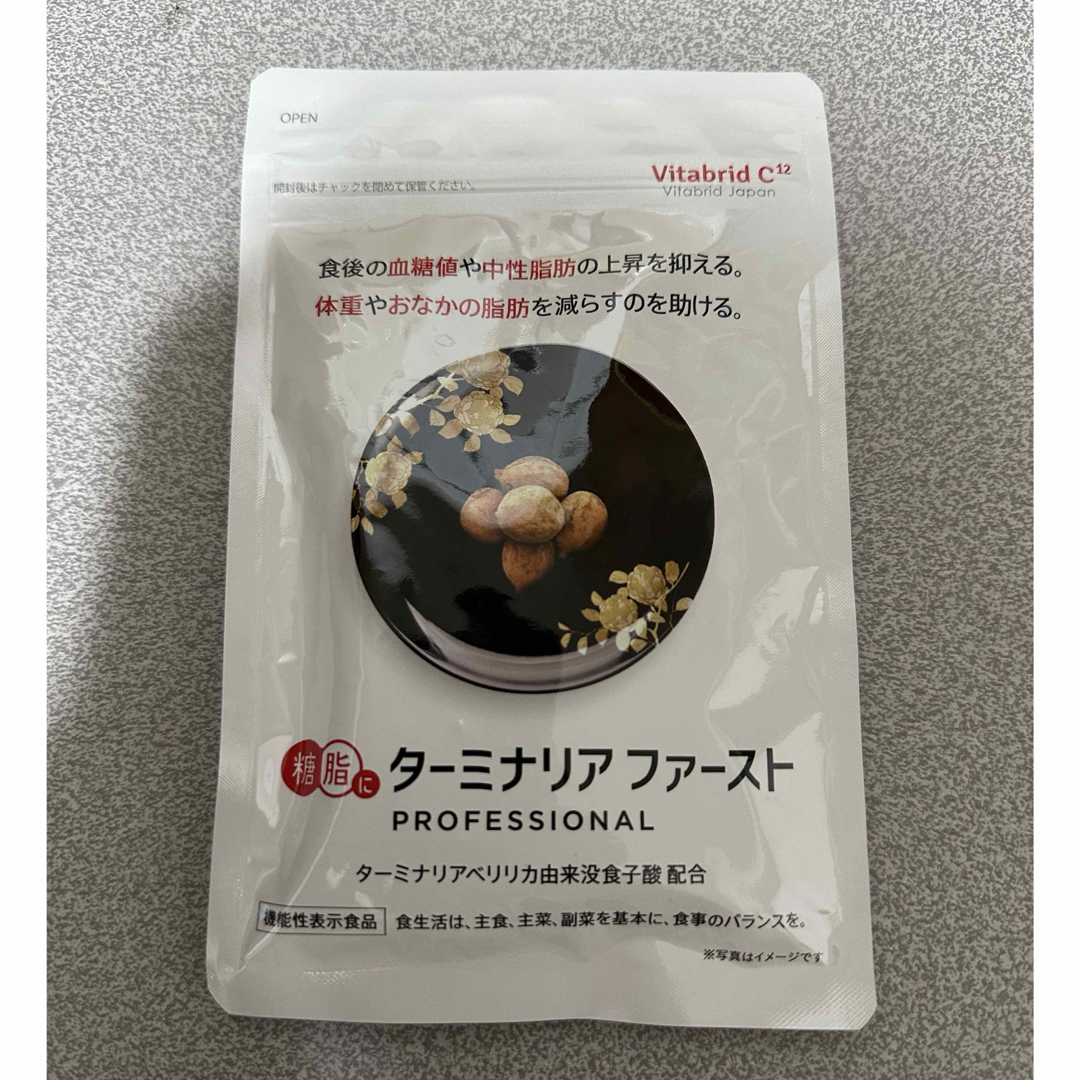 OPEN
開封後はチャックを閉めて保管ください。
Vitabrid C¹²
Vitabrid Japan
食後の血糖値や中性脂肪の上昇を抑える。
体重やおなかの脂肪を減らすのを助ける。
糖脂に ターミナリア ファースト
PROFESSIONAL
ターミナリアベリリカ由来没食子酸 配合
機能性表示食品 食生活は、主食、主菜、副菜を基本に、食事のバランスを。
※写真はイメージです